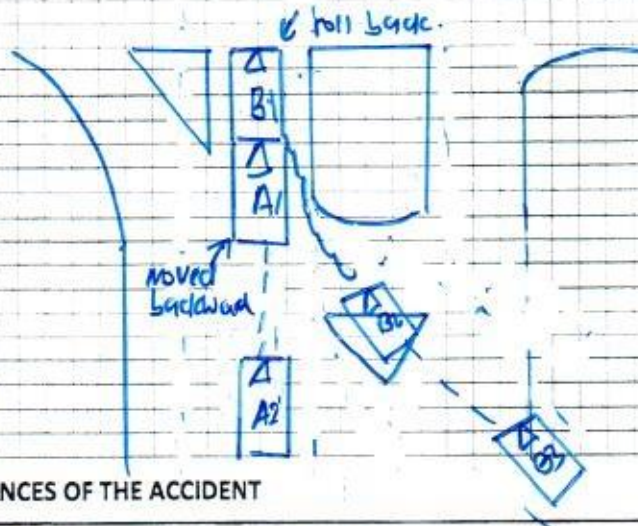 roll back.
B1
A1
moved
backward
B2
A2
B3
NCES OF THE ACCIDENT